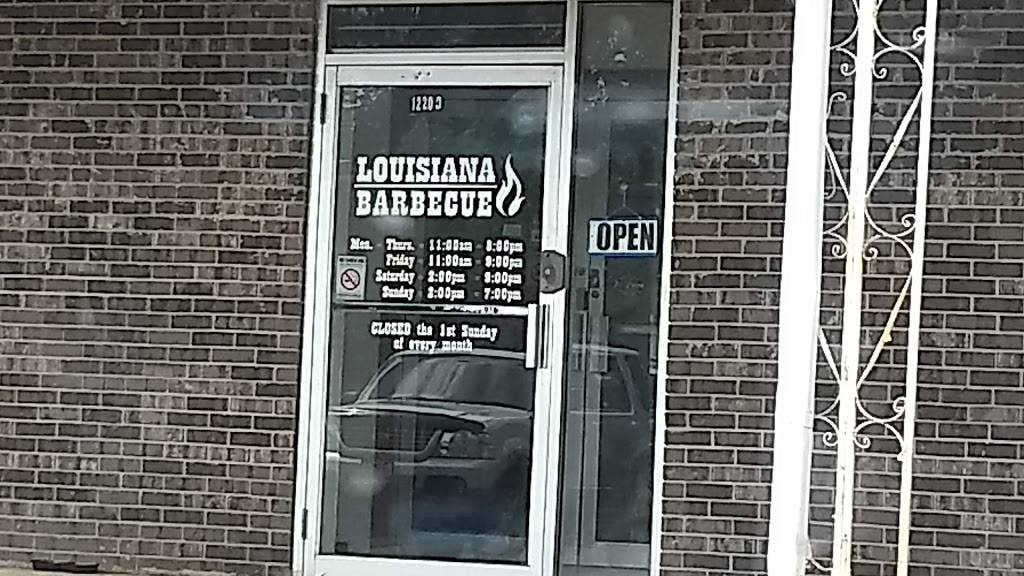 LOUISIANA
BARBECUE
OPEN
Mon. - Thurs. 11:00am - 8:00pm
Friday 11:00am - 9:00pm
Saturday 2:00pm - 9:00pm
Sunday 2:00pm - 7:00pm
CLOSED the 1st Sunday
of every month